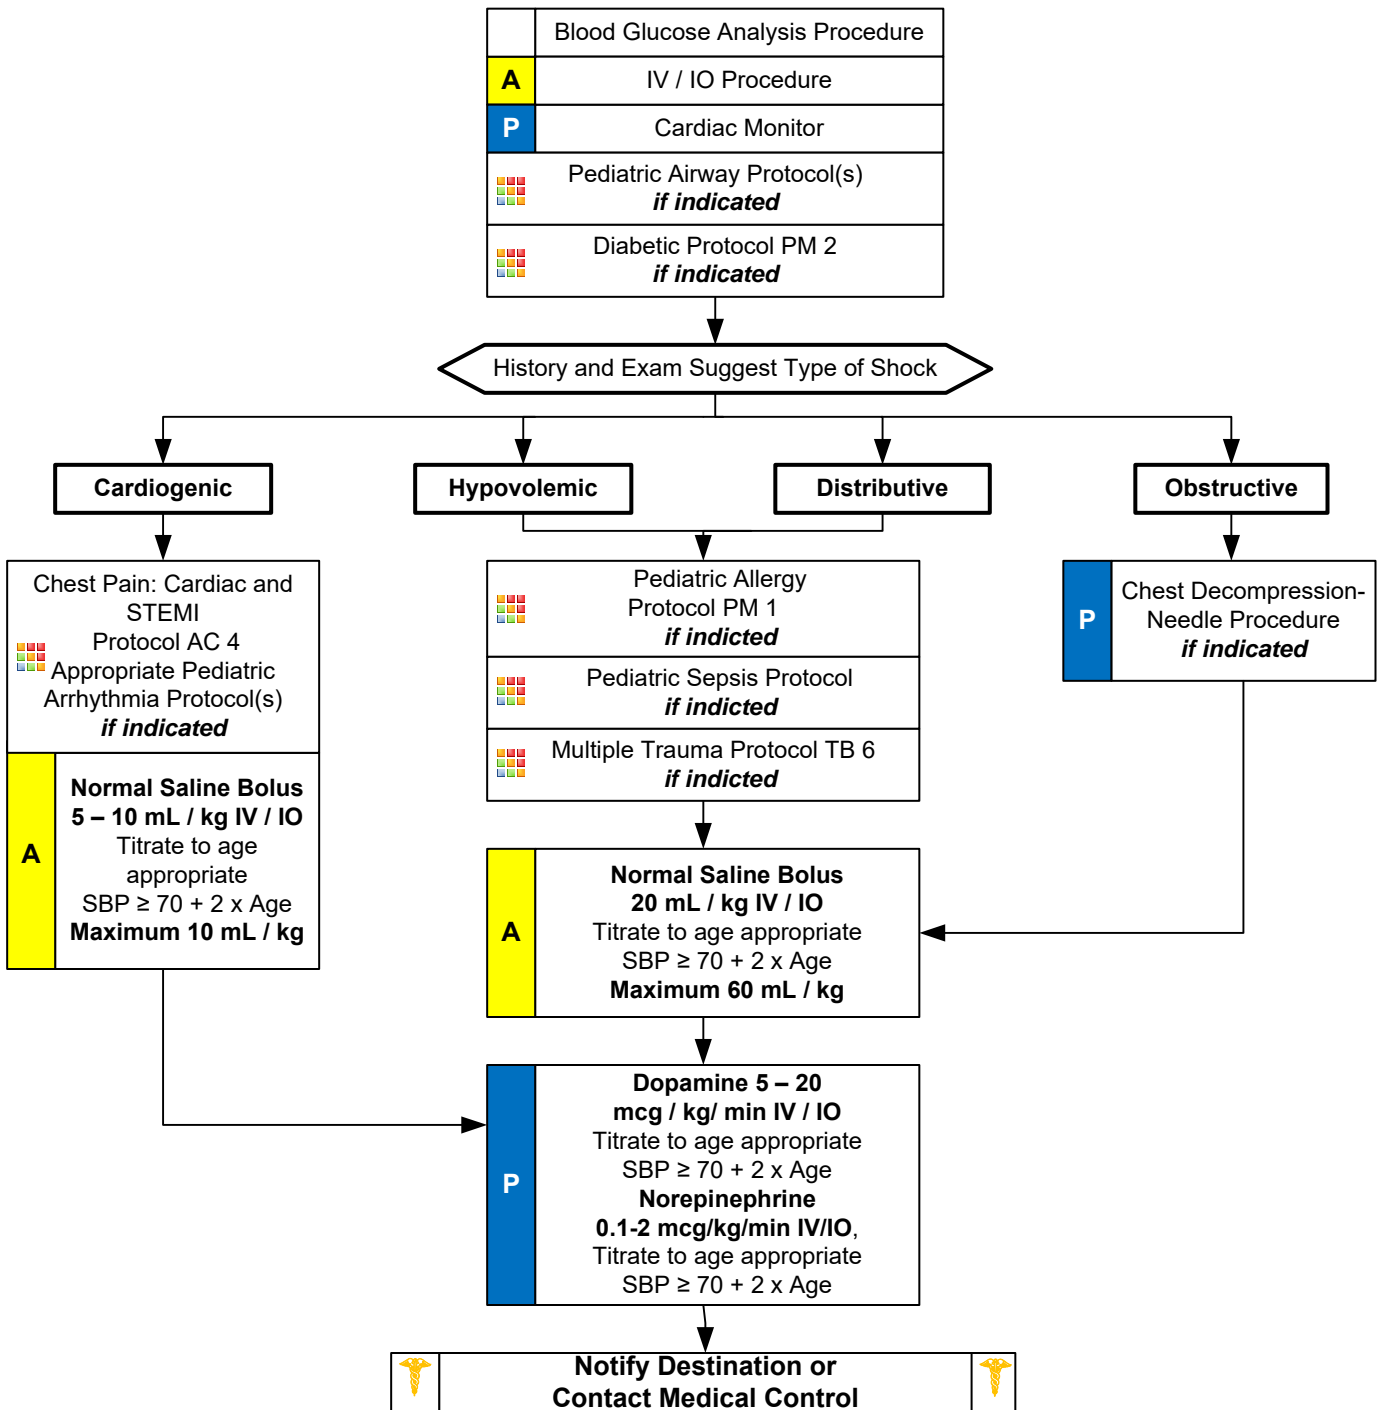 Blood Glucose Analysis Procedure
A
IV / IO Procedure
P
Cardiac Monitor
Pediatric Airway Protocol(s)
if indicated
Diabetic Protocol PM 2
if indicated
History and Exam Suggest Type of Shock
Cardiogenic
Hypovolemic
Distributive
Obstructive
Chest Pain: Cardiac and
STEMI
Protocol AC 4
Appropriate Pediatric
Arrhythmia Protocol(s)
if indicated
A
Normal Saline Bolus
5 – 10 mL / kg IV / IO
Titrate to age
appropriate
SBP ≥ 70 + 2 x Age
Maximum 10 mL / kg
Pediatric Allergy
Protocol PM 1
if indicted
Pediatric Sepsis Protocol
if indicted
Multiple Trauma Protocol TB 6
if indicted
P
Chest Decompression-
Needle Procedure
if indicated
A
Normal Saline Bolus
20 mL / kg IV / IO
Titrate to age appropriate
SBP ≥ 70 + 2 x Age
Maximum 60 mL / kg
P
Dopamine 5 – 20
mcg / kg/ min IV / IO
Titrate to age appropriate
SBP ≥ 70 + 2 x Age
Norepinephrine
0.1-2 mcg/kg/min IV/IO,
Titrate to age appropriate
SBP ≥ 70 + 2 x Age
Notify Destination or
Contact Medical Control